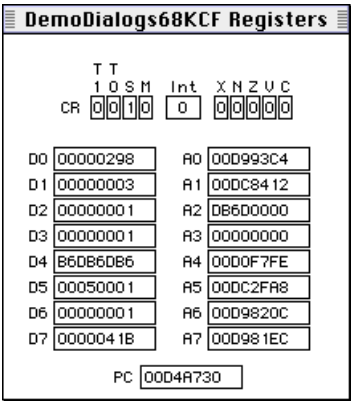 DemoDialogs68KCF Registers
T T
1 0 S M Int X N Z V C
CR 0 0 1 0 0 0 0 0 0 0
D0 00000298 A0 00D993C4
D1 00000003 A1 00DC8412
D2 00000001 A2 DB6D0000
D3 00000001 A3 00000000
D4 B6DB6DB6 A4 00D0F7FE
D5 00050001 A5 00DC2FA8
D6 00000001 A6 00D9820C
D7 0000041B A7 00D981EC
PC 00D4A730